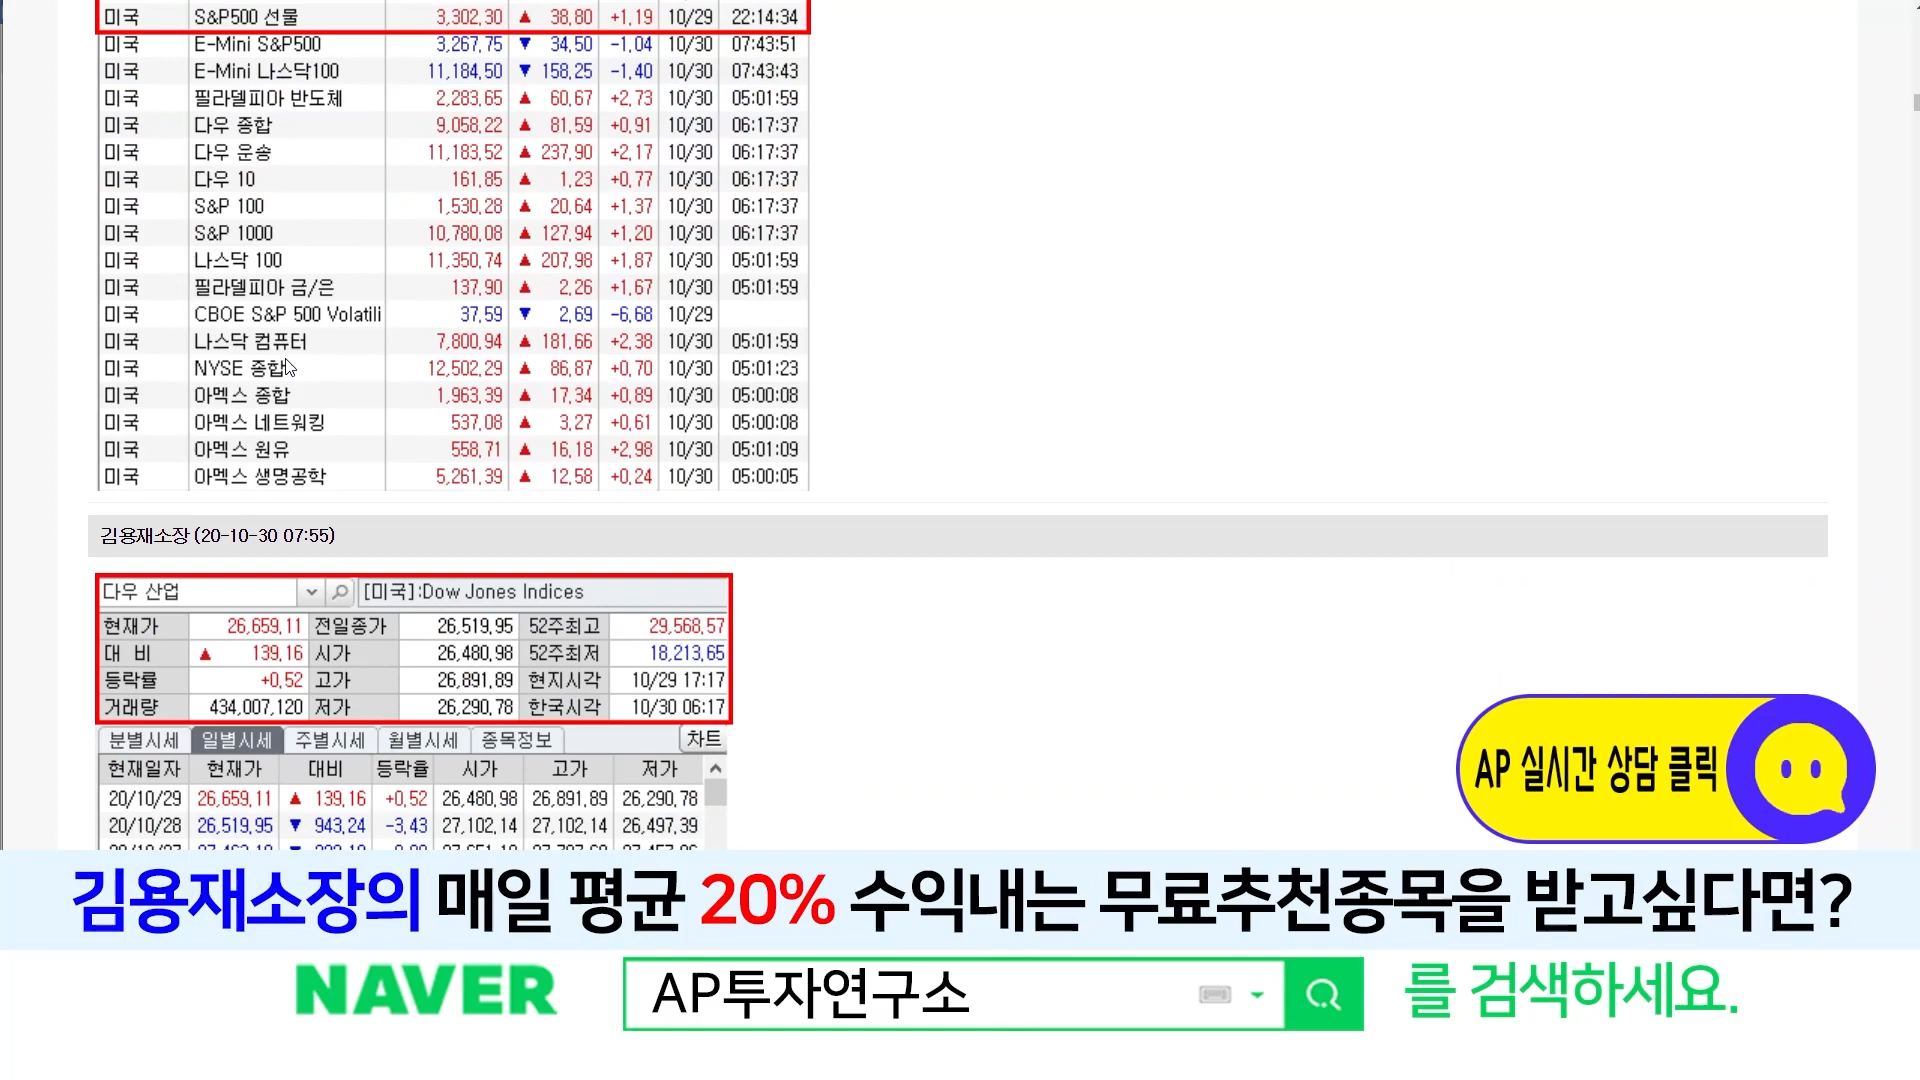 미국 S&P500 선물 3,302.30 ▲ 38.80 +1.19 10/29 22:14:34
미국 E-Mini S&P500 3,267.75 ▼ 34.50 -1.04 10/30 07:43:51
미국 E-Mini 나스닥100 11,184.50 ▼ 158.25 -1.40 10/30 07:43:43
미국 필라델피아 반도체 2,283.65 ▲ 60.67 +2.73 10/30 05:01:59
미국 다우 종합 9,058.22 ▲ 81.59 +0.91 10/30 06:17:37
미국 다우 운송 11,183.52 ▲ 237.90 +2.17 10/30 06:17:37
미국 다우 10 161.85 ▲ 1.23 +0.77 10/30 06:17:37
미국 S&P 100 1,530.28 ▲ 20.64 +1.37 10/30 06:17:37
미국 S&P 1000 10,780.08 ▲ 127.94 +1.20 10/30 06:17:37
미국 나스닥 100 11,350.74 ▲ 207.98 +1.87 10/30 05:01:59
미국 필라델피아 금/은 137.90 ▲ 2.26 +1.67 10/30 05:01:59
미국 CBOE S&P 500 Volatili 37.59 ▼ 2.69 -6.68 10/29
미국 나스닥 컴퓨터 7,800.94 ▲ 181.66 +2.38 10/30 05:01:59
미국 NYSE 종합 12,502.29 ▲ 86.87 +0.70 10/30 05:01:23
미국 아멕스 종합 1,963.39 ▲ 17.34 +0.89 10/30 05:00:08
미국 아멕스 네트워킹 537.08 ▲ 3.27 +0.61 10/30 05:00:08
미국 아멕스 원유 558.71 ▲ 16.18 +2.98 10/30 05:01:09
미국 아멕스 생명공학 5,261.39 ▲ 12.58 +0.24 10/30 05:00:05
김용재소장 (20-10-30 07:55)
다우 산업 [미국]:Dow Jones Indices
현재가 26,659.11 전일종가 26,519.95 52주최고 29,568.57
대 비 ▲ 139.16 시가 26,480.98 52주최저 18,213.65
등락률 +0.52 고가 26,891.89 현지시각 10/29 17:17
거래량 434,007,120 저가 26,290.78 한국시각 10/30 06:17
분별시세 일별시세 주별시세 월별시세 종목정보 차트
현재일자 현재가 대비 등락율 시가 고가 저가
20/10/29 26,659.11 ▲ 139.16 +0.52 26,480.98 26,891.89 26,290.78
20/10/28 26,519.95 ▼ 943.24 -3.43 27,102.14 27,102.14 26,497.39
AP 실시간 상담 클릭
김용재소장의 매일 평균 20% 수익내는 무료추천종목을 받고싶다면?
NAVER AP투자연구소 를 검색하세요.